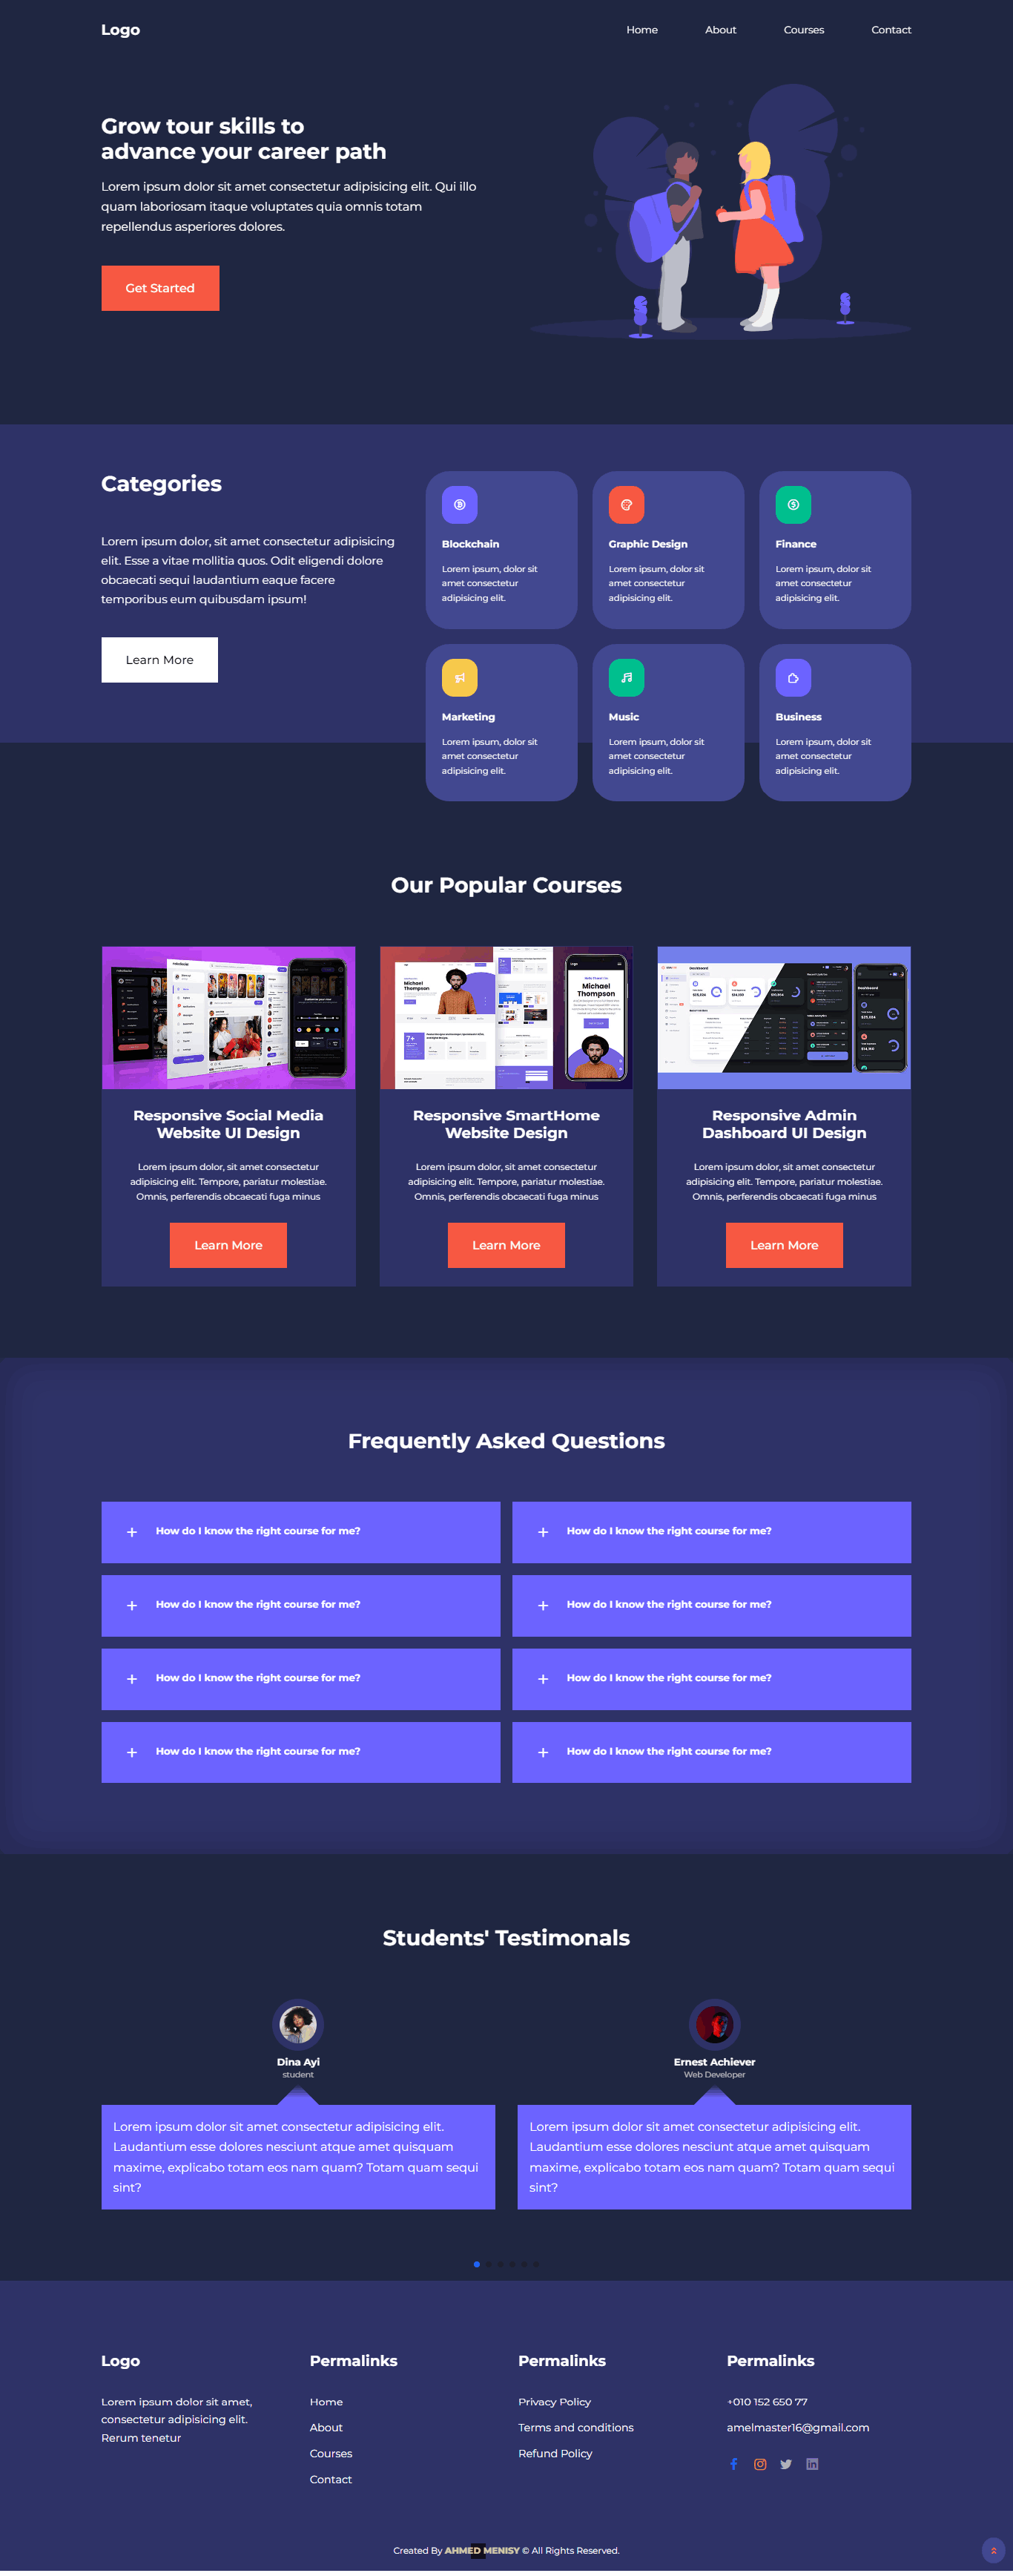 Logo
Home
About
Courses
Contact
Grow tour skills to
advance your career path
Lorem ipsum dolor sit amet consectetur adipisicing elit. Qui illo
quam laboriosam itaque voluptates quia omnis totam
repellendus asperiores dolores.
Get Started
Categories
Lorem ipsum dolor, sit amet consectetur adipisicing
elit. Esse a vitae mollitia quos. Odit eligendi dolore
obcaecati sequi laudantium eaque facere
temporibus eum quibusdam ipsum!
Learn More
Blockchain
Lorem ipsum, dolor sit
amet consectetur
adipisicing elit.
Graphic Design
Lorem ipsum, dolor sit
amet consectetur
adipisicing elit.
Finance
Lorem ipsum, dolor sit
amet consectetur
adipisicing elit.
Marketing
Lorem ipsum, dolor sit
amet consectetur
adipisicing elit.
Music
Lorem ipsum, dolor sit
amet consectetur
adipisicing elit.
Business
Lorem ipsum, dolor sit
amet consectetur
adipisicing elit.
Our Popular Courses
Responsive Social Media
Website UI Design
Lorem ipsum dolor, sit amet consectetur
adipisicing elit. Tempore, pariatur molestiae.
Omnis, perferendis obcaecati fuga minus
Learn More
Michael
Thompson
Michael
Thompson
Responsive SmartHome
Website Design
Lorem ipsum dolor, sit amet consectetur
adipisicing elit. Tempore, pariatur molestiae.
Omnis, perferendis obcaecati fuga minus
Learn More
Dashboard
Responsive Admin
Dashboard UI Design
Lorem ipsum dolor, sit amet consectetur
adipisicing elit. Tempore, pariatur molestiae.
Omnis, perferendis obcaecati fuga minus
Learn More
Frequently Asked Questions
+ How do I know the right course for me?
+ How do I know the right course for me?
+ How do I know the right course for me?
+ How do I know the right course for me?
+ How do I know the right course for me?
+ How do I know the right course for me?
+ How do I know the right course for me?
+ How do I know the right course for me?
Students' Testimonals
Dina Ayi
student
Lorem ipsum dolor sit amet consectetur adipisicing elit.
Laudantium esse dolores nesciunt atque amet quisquam
maxime, explicabo totam eos nam quam? Totam quam sequi
sint?
Ernest Achiever
Web Developer
Lorem ipsum dolor sit amet consectetur adipisicing elit.
Laudantium esse dolores nesciunt atque amet quisquam
maxime, explicabo totam eos nam quam? Totam quam sequi
sint?
Logo
Lorem ipsum dolor sit amet,
consectetur adipisicing elit.
Rerum tenetur
Permalinks
Home
About
Courses
Contact
Permalinks
Privacy Policy
Terms and conditions
Refund Policy
Permalinks
+010 152 650 77
amelmaster16@gmail.com
Created By AHMED MENISY © All Rights Reserved.